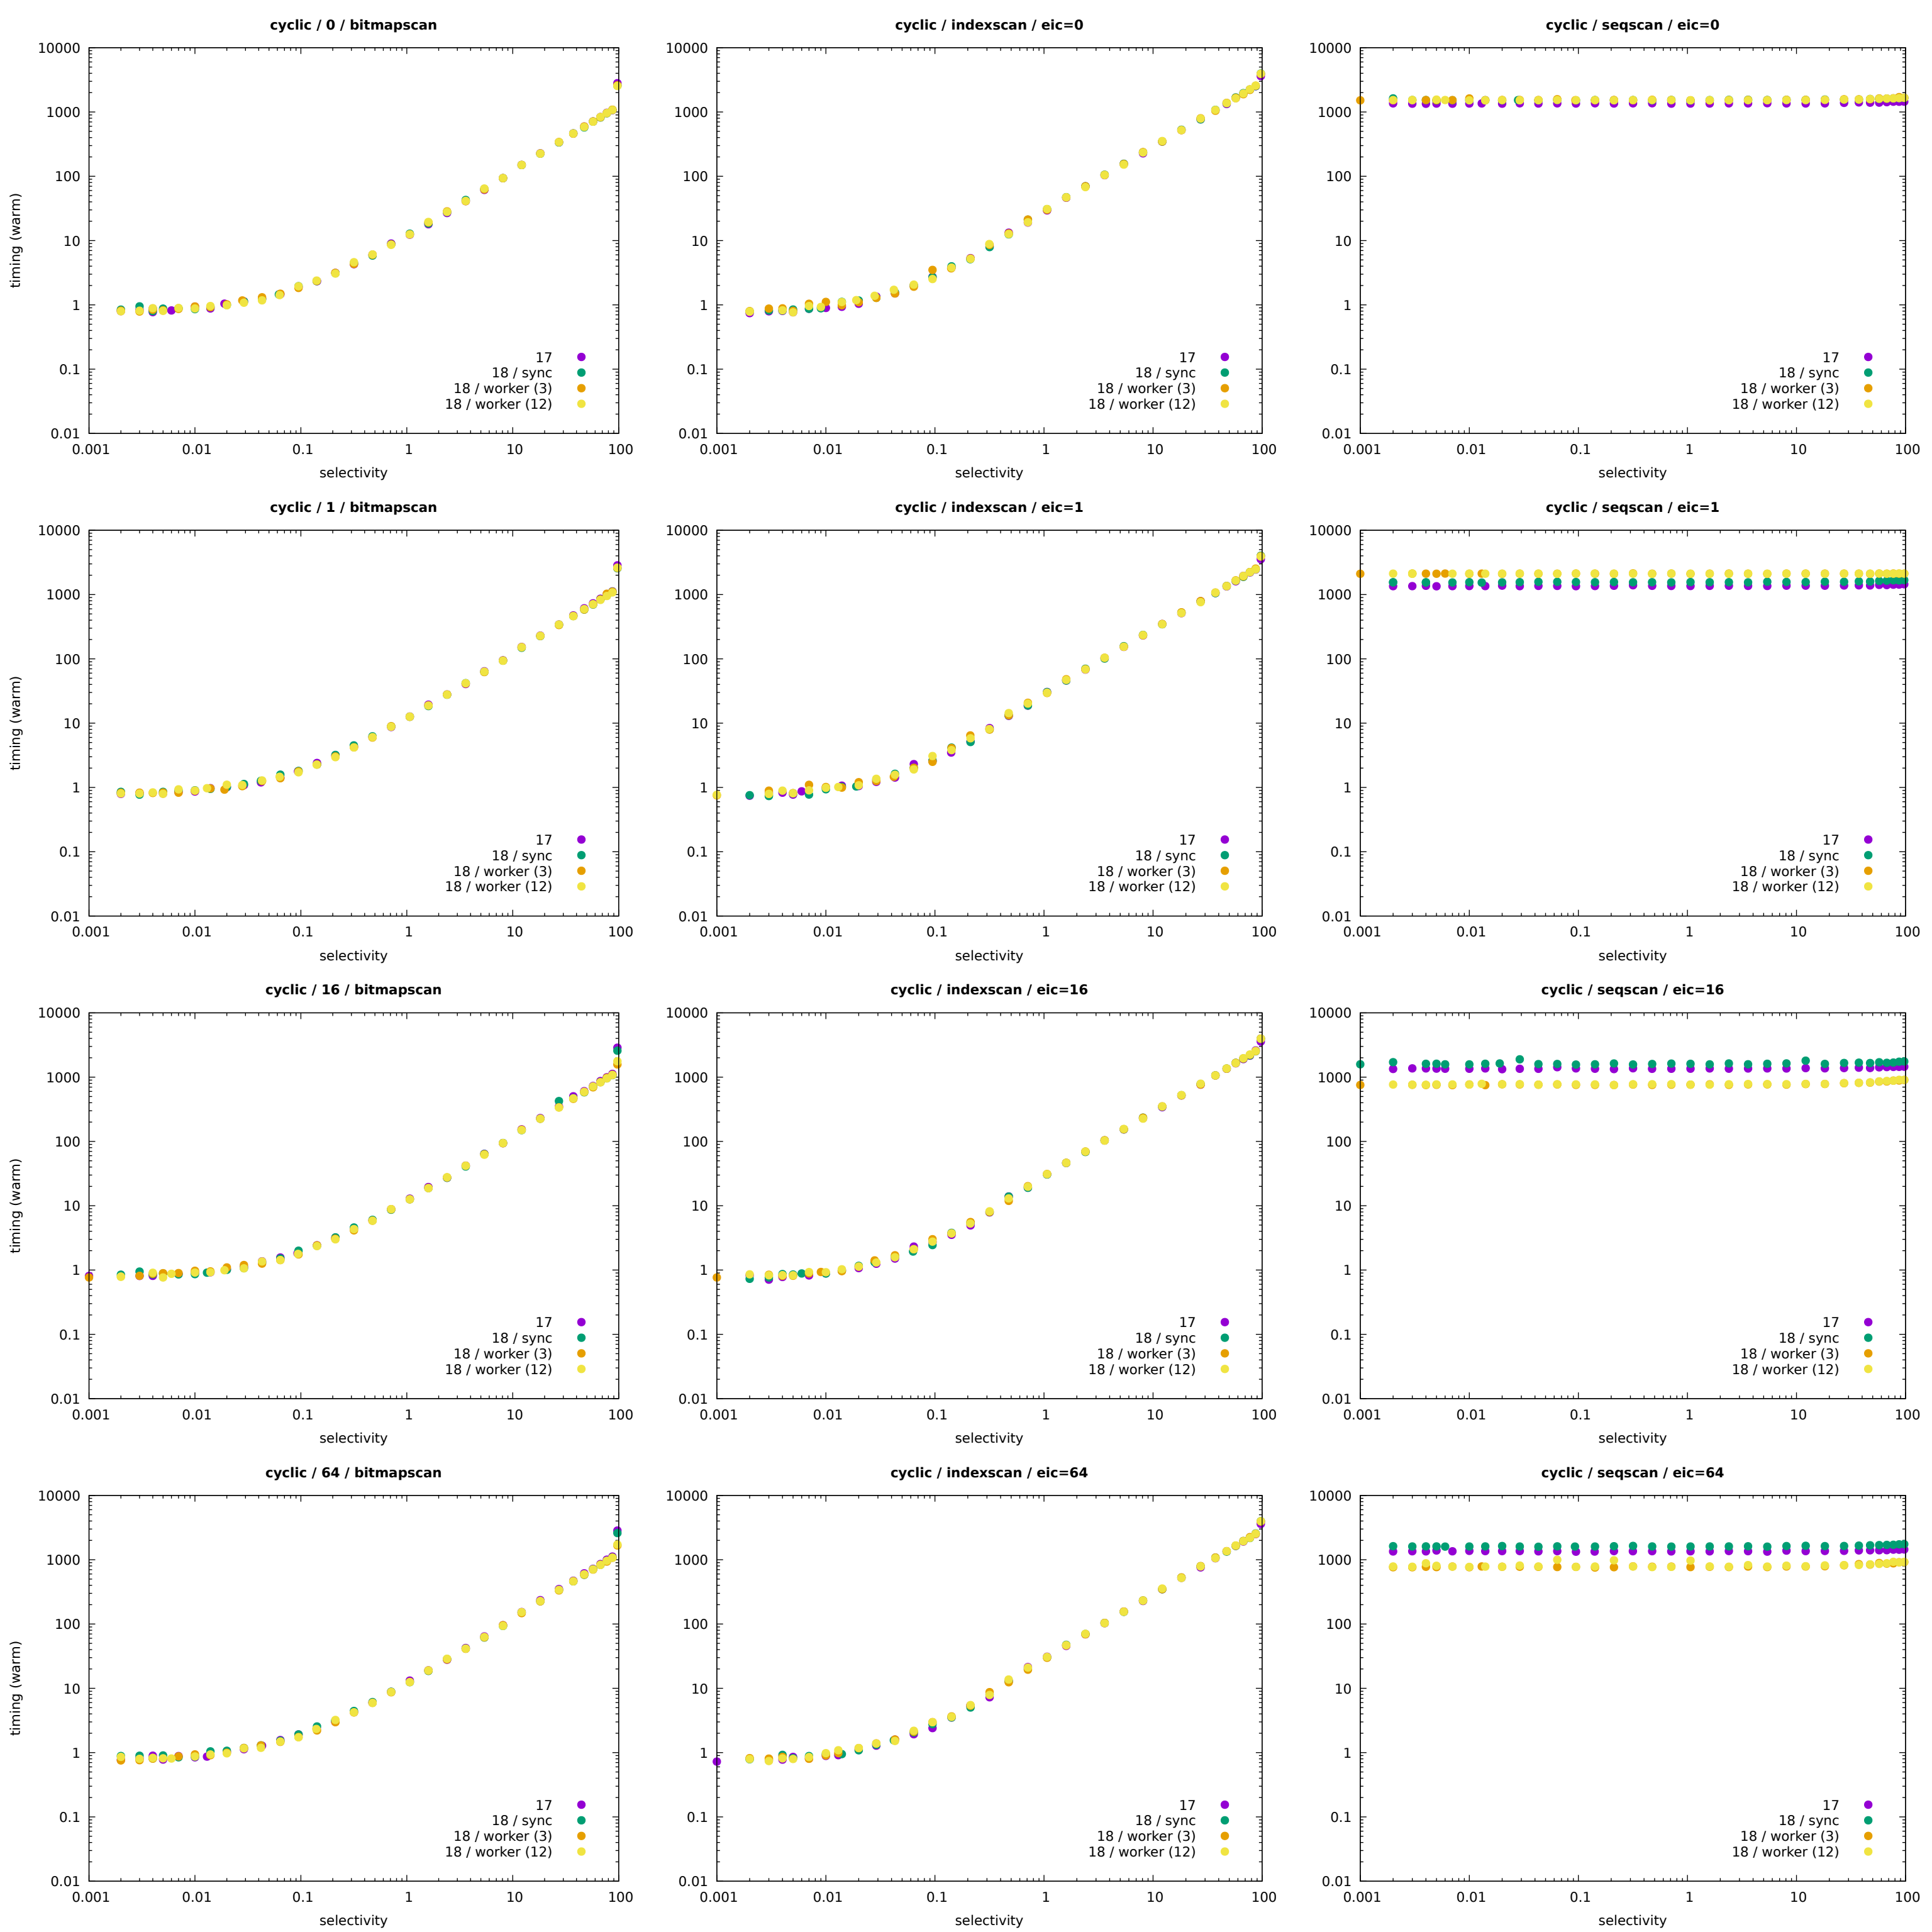 cyclic / 0 / bitmapscan
10000
1000
100
10
1
0.1
0.01
timing (warm)
17
18 / sync
18 / worker (3)
18 / worker (12)
0.001 0.01 0.1 1 10 100
selectivity
cyclic / indexscan / eic=0
10000
1000
100
10
1
0.1
0.01
17
18 / sync
18 / worker (3)
18 / worker (12)
0.001 0.01 0.1 1 10 100
selectivity
cyclic / seqscan / eic=0
10000
1000
100
10
1
0.1
0.01
17
18 / sync
18 / worker (3)
18 / worker (12)
0.001 0.01 0.1 1 10 100
selectivity
cyclic / 1 / bitmapscan
10000
1000
100
10
1
0.1
0.01
timing (warm)
17
18 / sync
18 / worker (3)
18 / worker (12)
0.001 0.01 0.1 1 10 100
selectivity
cyclic / indexscan / eic=1
10000
1000
100
10
1
0.1
0.01
17
18 / sync
18 / worker (3)
18 / worker (12)
0.001 0.01 0.1 1 10 100
selectivity
cyclic / seqscan / eic=1
10000
1000
100
10
1
0.1
0.01
17
18 / sync
18 / worker (3)
18 / worker (12)
0.001 0.01 0.1 1 10 100
selectivity
cyclic / 16 / bitmapscan
10000
1000
100
10
1
0.1
0.01
timing (warm)
17
18 / sync
18 / worker (3)
18 / worker (12)
0.001 0.01 0.1 1 10 100
selectivity
cyclic / indexscan / eic=16
10000
1000
100
10
1
0.1
0.01
17
18 / sync
18 / worker (3)
18 / worker (12)
0.001 0.01 0.1 1 10 100
selectivity
cyclic / seqscan / eic=16
10000
1000
100
10
1
0.1
0.01
17
18 / sync
18 / worker (3)
18 / worker (12)
0.001 0.01 0.1 1 10 100
selectivity
cyclic / 64 / bitmapscan
10000
1000
100
10
1
0.1
0.01
timing (warm)
17
18 / sync
18 / worker (3)
18 / worker (12)
0.001 0.01 0.1 1 10 100
selectivity
cyclic / indexscan / eic=64
10000
1000
100
10
1
0.1
0.01
17
18 / sync
18 / worker (3)
18 / worker (12)
0.001 0.01 0.1 1 10 100
selectivity
cyclic / seqscan / eic=64
10000
1000
100
10
1
0.1
0.01
17
18 / sync
18 / worker (3)
18 / worker (12)
0.001 0.01 0.1 1 10 100
selectivity